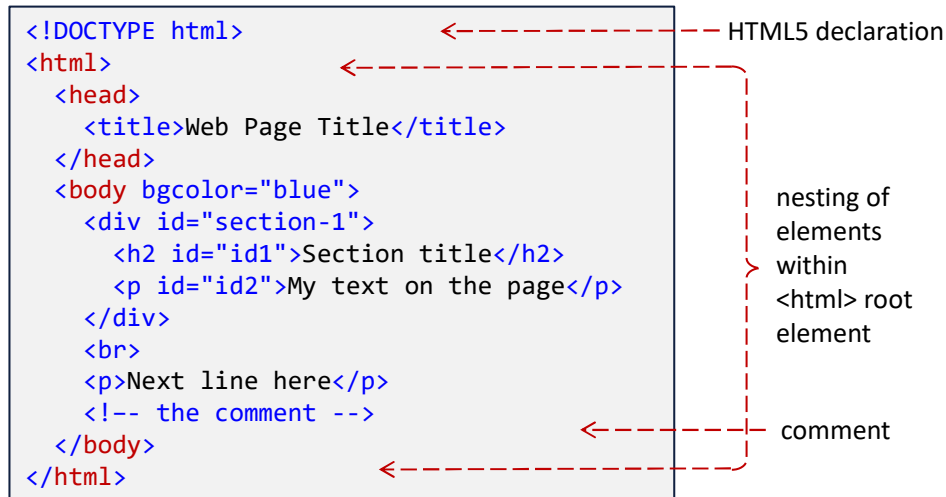 <!DOCTYPE html>
<html>
<head>
<title>Web Page Title</title>
</head>
<body bgcolor="blue">
<div id="section-1">
<h2 id="id1">Section title</h2>
<p id="id2">My text on the page</p>
</div>
<br>
<p>Next line here</p>
<!–- the comment -->
</body>
</html>
HTML5 declaration
nesting of
elements
within
<html> root
element
comment